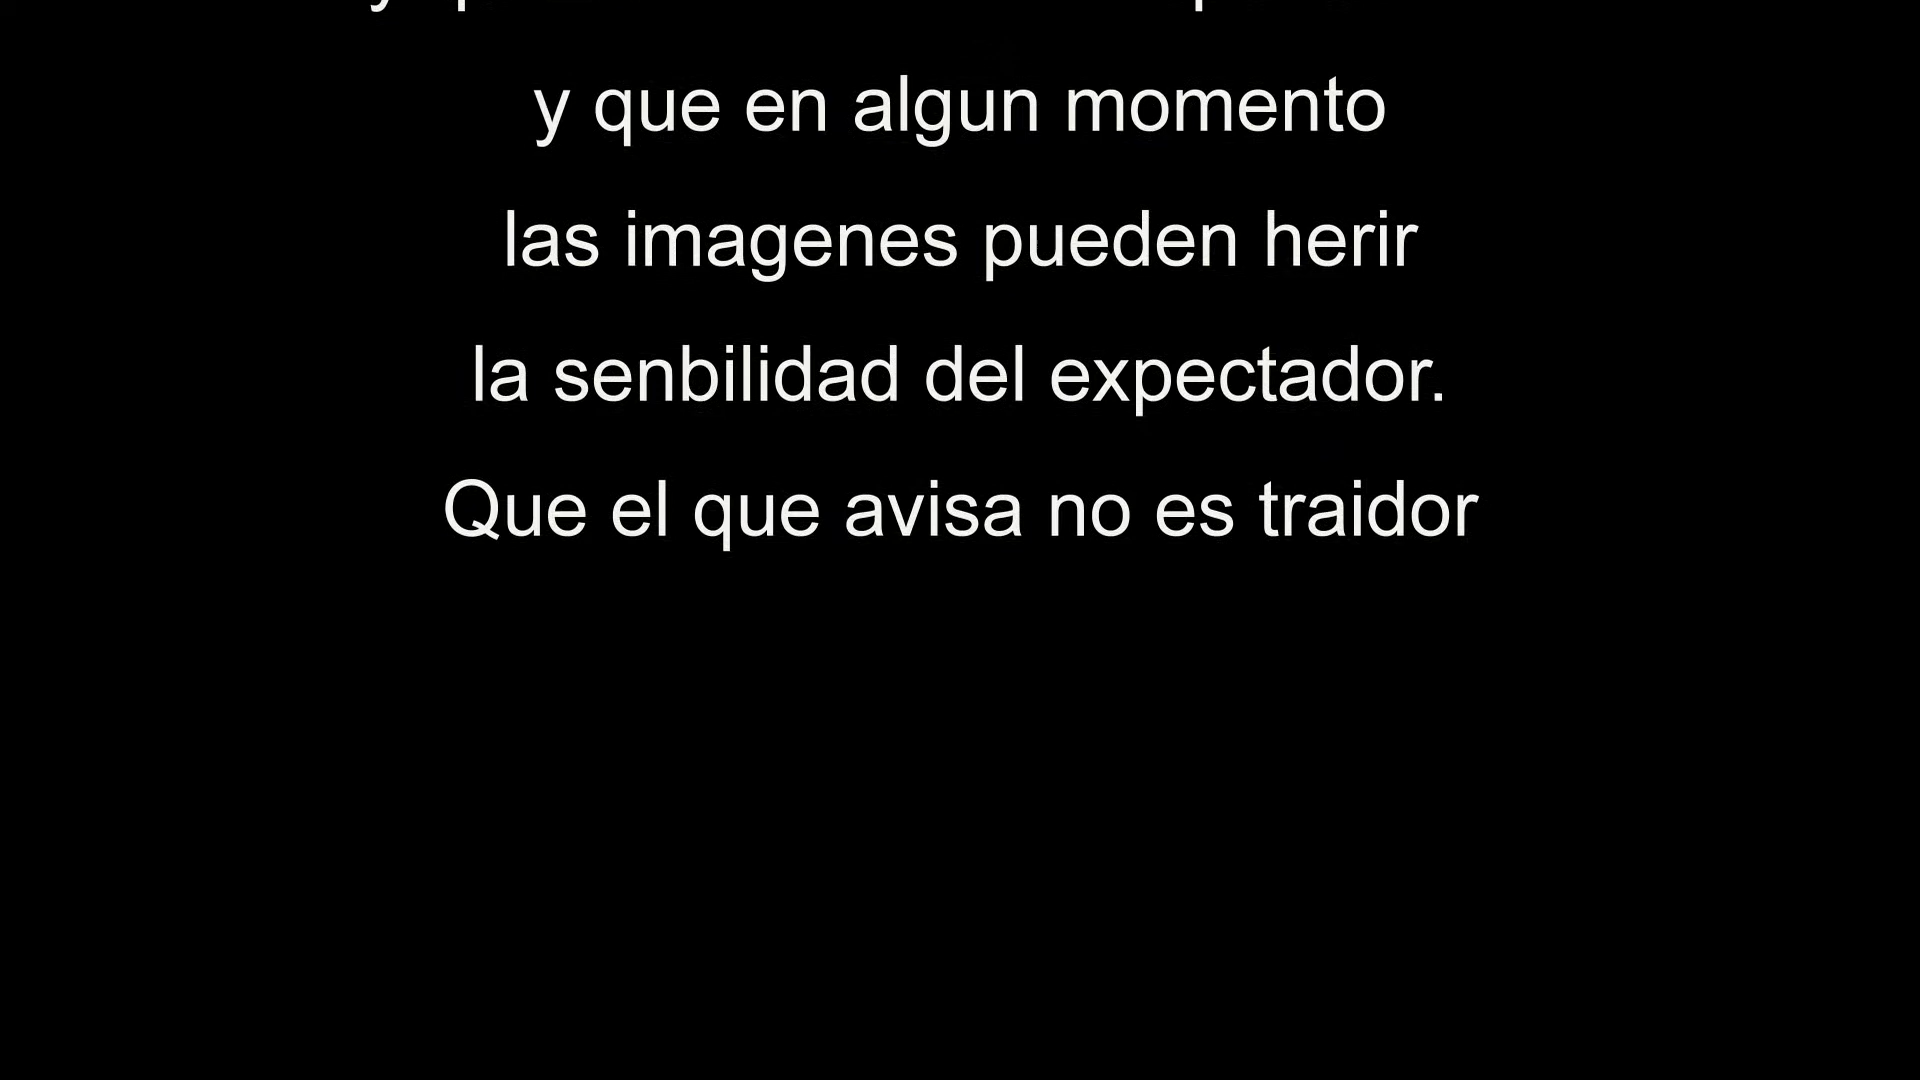 y que en algun momento
las imagenes pueden herir
la senbilidad del expectador.
Que el que avisa no es traidor